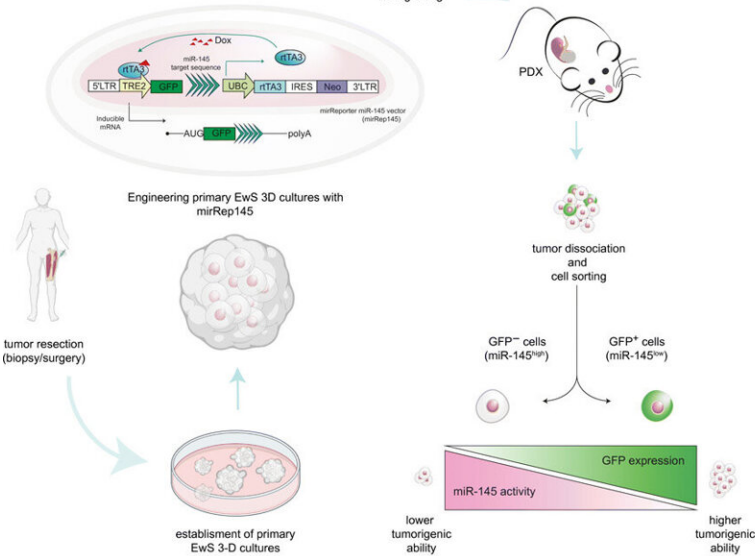 Dox
rtTA3
miR-145
target sequence
rtTA3
5'LTR TRE2 GFP UBC rtTA3 IRES Neo 3'LTR
Inducible
mRNA
mirReporter miR-145 vector
(mirRep145)
AUG GFP polyA
Engineering primary EwS 3D cultures with
mirRep145
tumor resection
(biopsy/surgery)
establisment of primary
EwS 3-D cultures
PDX
tumor dissociation
and
cell sorting
GFP⁻ cells
(miR-145ʰⁱᵍʰ)
GFP⁺ cells
(miR-145ˡᵒʷ)
GFP expression
miR-145 activity
lower
tumorigenic
ability
higher
tumorigenic
ability